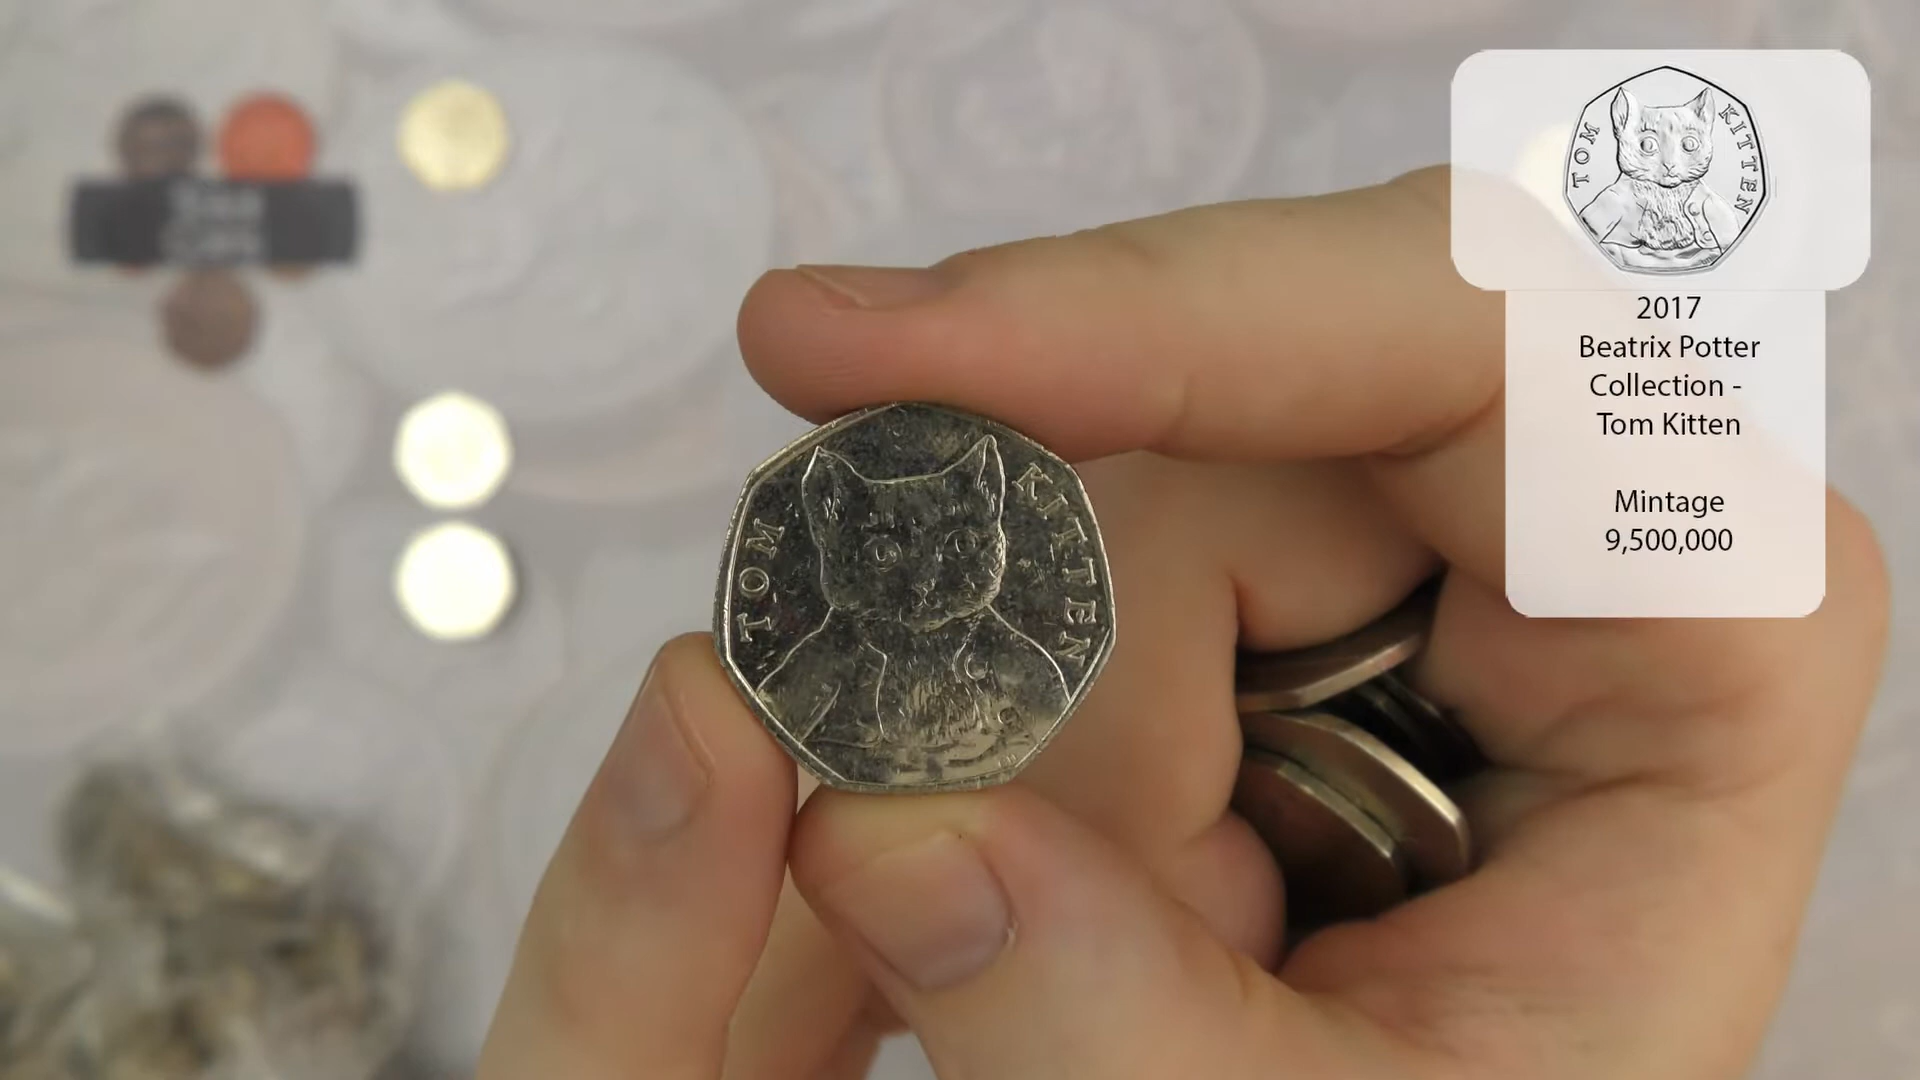 TOM KITTEN
TOM KITTEN
2017
Beatrix Potter
Collection -
Tom Kitten
Mintage
9,500,000